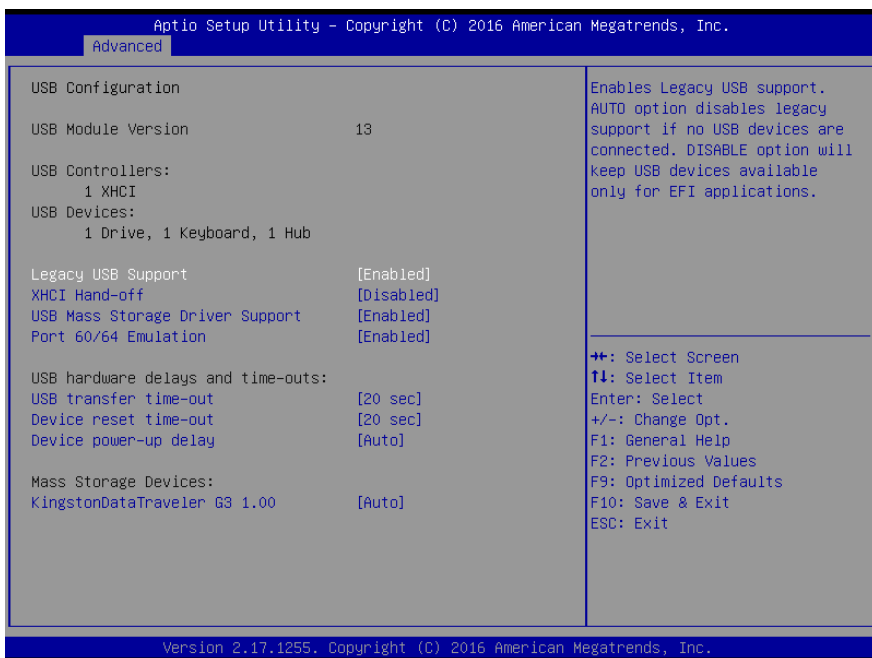 Aptio Setup Utility – Copyright (C) 2016 American Megatrends, Inc.
Advanced
USB Configuration
USB Module Version 13
USB Controllers:
1 XHCI
USB Devices:
1 Drive, 1 Keyboard, 1 Hub
Legacy USB Support [Enabled]
XHCI Hand-off [Disabled]
USB Mass Storage Driver Support [Enabled]
Port 60/64 Emulation [Enabled]
USB hardware delays and time-outs:
USB transfer time-out [20 sec]
Device reset time-out [20 sec]
Device power-up delay [Auto]
Mass Storage Devices:
KingstonDataTraveler G3 1.00 [Auto]
Enables Legacy USB support.
AUTO option disables legacy
support if no USB devices are
connected. DISABLE option will
keep USB devices available
only for EFI applications.
→←: Select Screen
↑↓: Select Item
Enter: Select
+/-: Change Opt.
F1: General Help
F2: Previous Values
F9: Optimized Defaults
F10: Save & Exit
ESC: Exit
Version 2.17.1255. Copyright (C) 2016 American Megatrends, Inc.